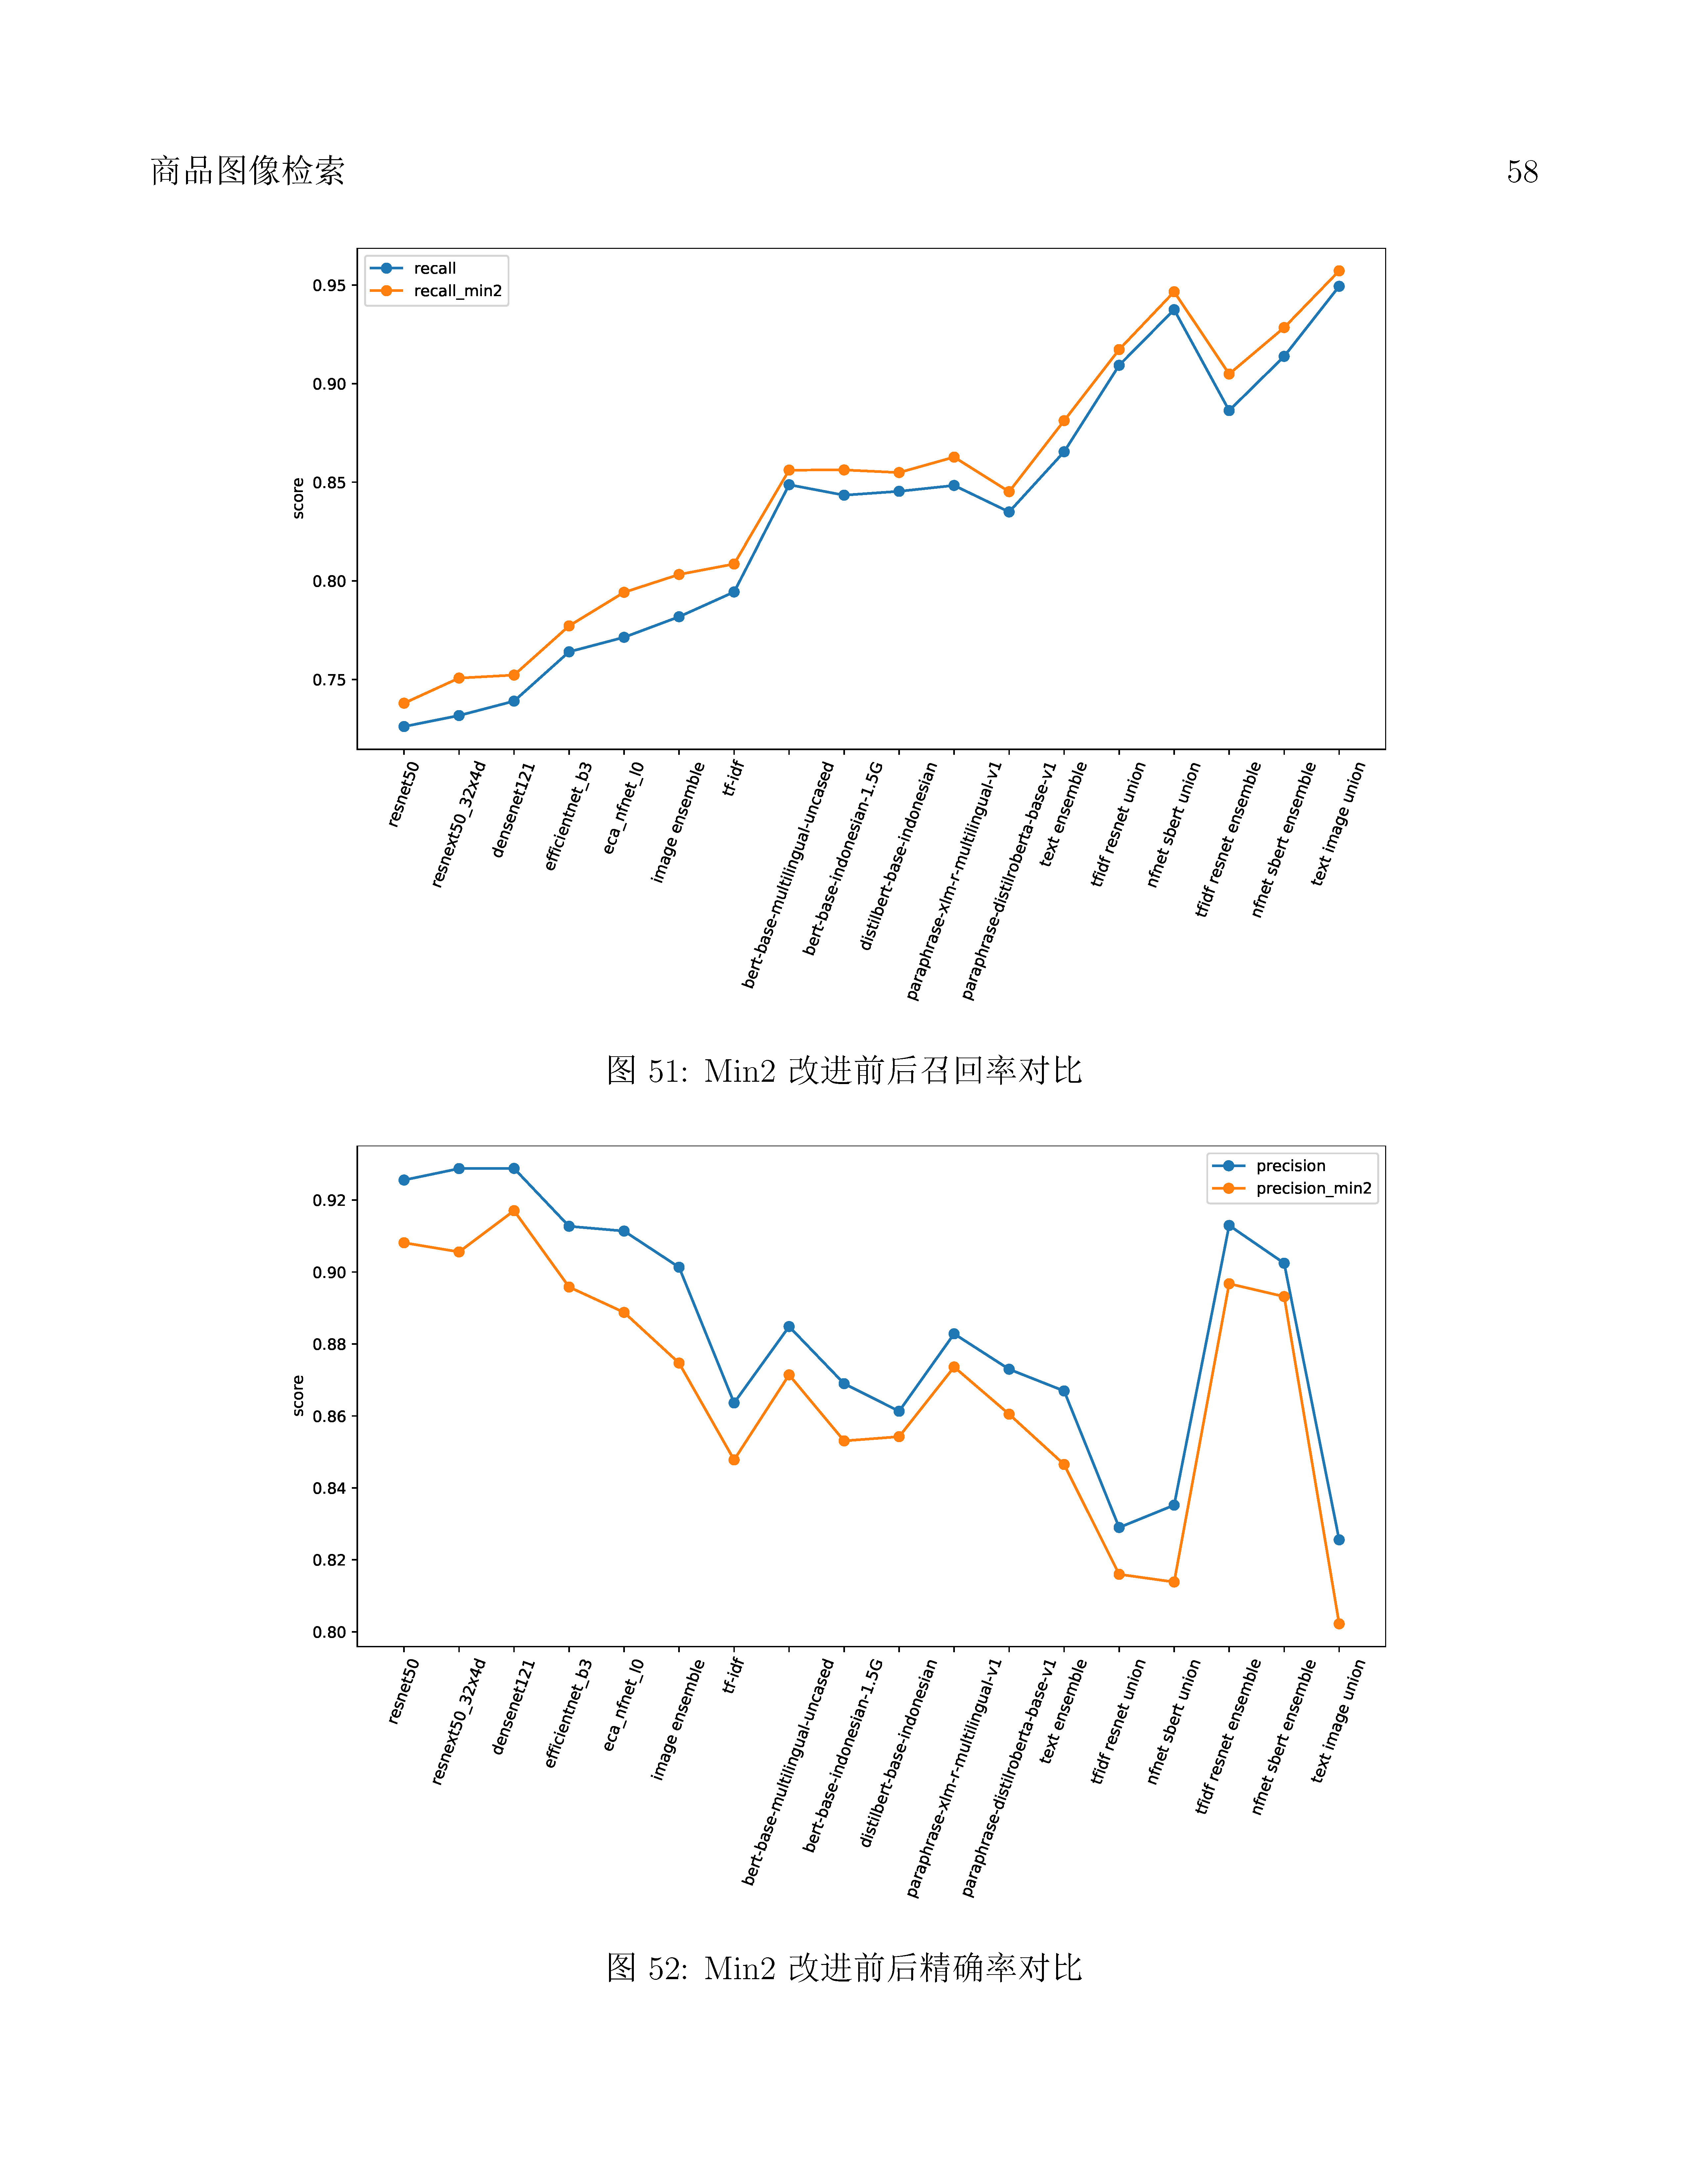 商品图像检索 58
recall
recall_min2
0.95
0.90
0.85
0.80
0.75
score
resnet50
resnext50_32x4d
densenet121
efficientnet_b3
eca_nfnet_l0
image ensemble
tf-idf
bert-base-multilingual-uncased
bert-base-indonesian-1.5G
distilbert-base-indonesian
paraphrase-xlm-r-multilingual-v1
paraphrase-distilroberta-base-v1
text ensemble
tfidf resnet union
nfnet sbert union
tfidf resnet ensemble
nfnet sbert ensemble
text image union
图 51: Min2 改进前后召回率对比
precision
precision_min2
0.92
0.90
0.88
0.86
0.84
0.82
0.80
score
resnet50
resnext50_32x4d
densenet121
efficientnet_b3
eca_nfnet_l0
image ensemble
tf-idf
bert-base-multilingual-uncased
bert-base-indonesian-1.5G
distilbert-base-indonesian
paraphrase-xlm-r-multilingual-v1
paraphrase-distilroberta-base-v1
text ensemble
tfidf resnet union
nfnet sbert union
tfidf resnet ensemble
nfnet sbert ensemble
text image union
图 52: Min2 改进前后精确率对比